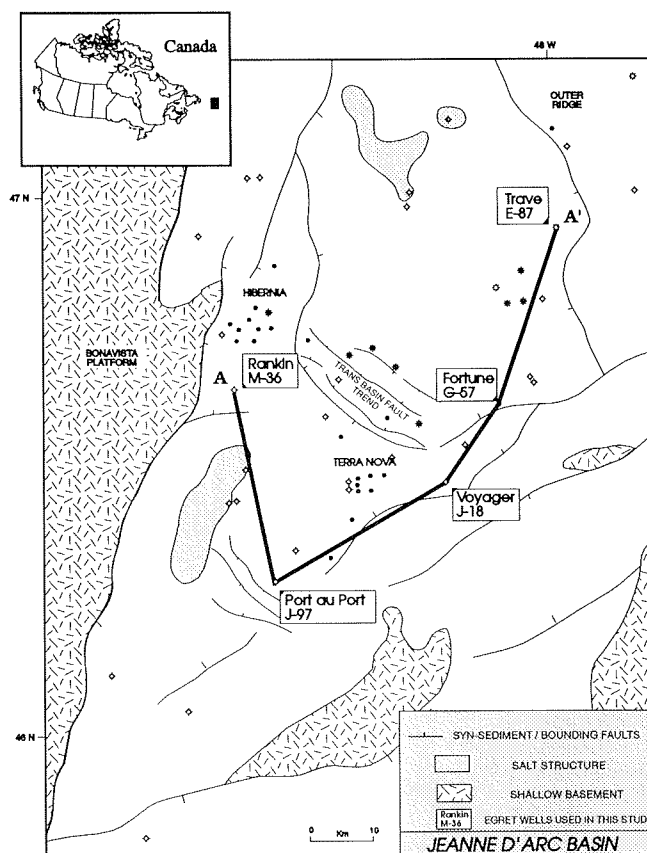 Canada
48 W
OUTER
RIDGE
47 N
Trave
E-87
A'
HIBERNIA
BONAVISTA
PLATFORM
A
Rankin
M-36
TRANS BASIN FAULT
TREND
Fortune
G-57
TERRA NOVA
Voyager
J-18
Port au Port
J-97
46 N
SYN-SEDIMENT / BOUNDING FAULTS
SALT STRUCTURE
SHALLOW BASEMENT
Rankin
M-36
EGRET WELLS USED IN THIS STUD
0 Km 10
JEANNE D'ARC BASIN